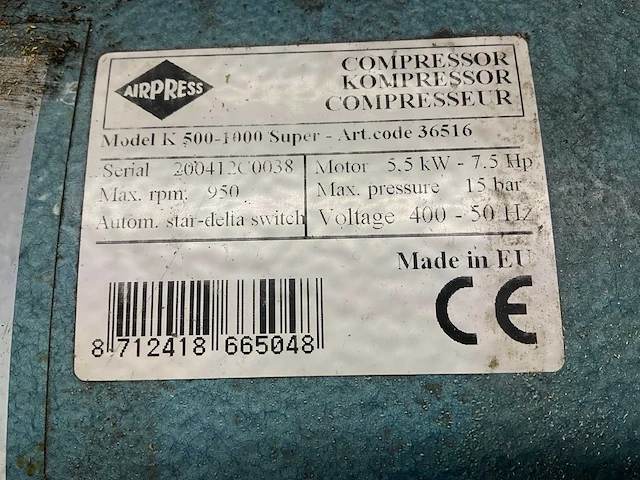 AIRPRESS
COMPRESSOR
KOMPRESSOR
COMPRESSEUR
Model K 500-1000 Super - Art.code 36516
Serial 200412C0038
Max. rpm: 950
Autom. star-delta switch
Motor 5,5 kW - 7,5 Hp
Max. pressure 15 bar
Voltage 400 - 50 Hz
Made in EU
CE
8 712418 665048